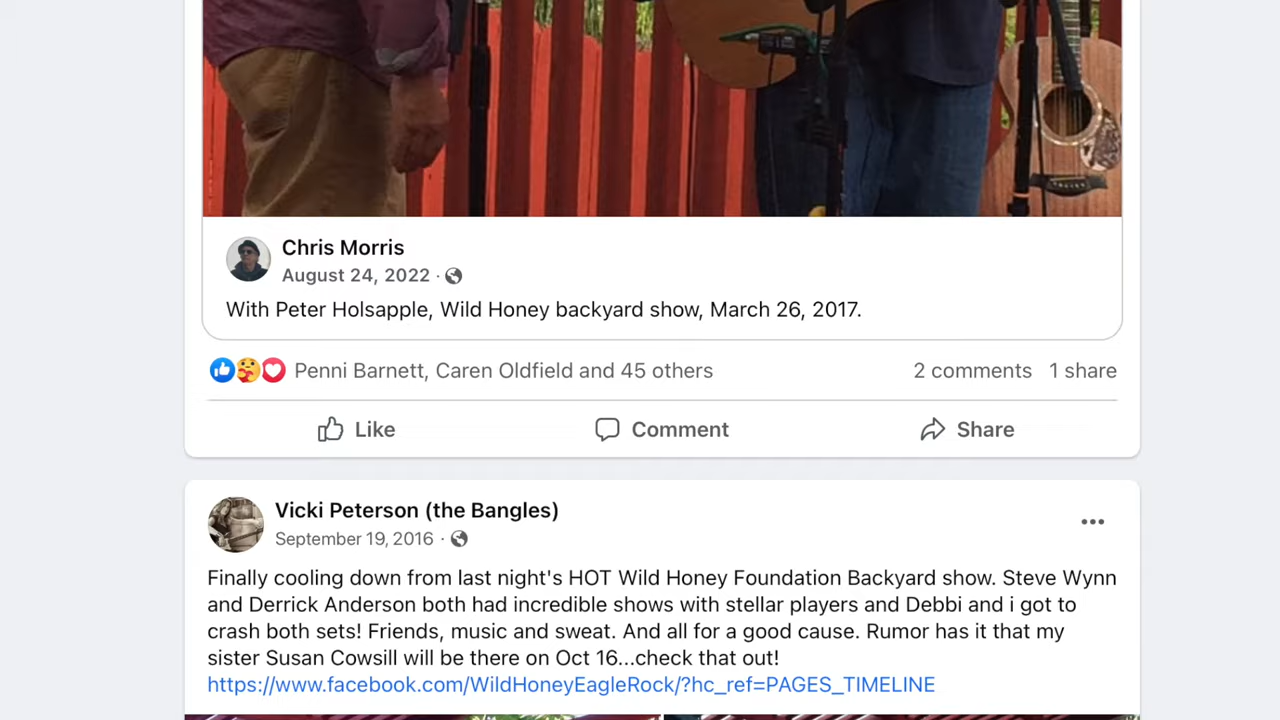 Chris Morris
August 24, 2022 ·
With Peter Holsapple, Wild Honey backyard show, March 26, 2017.
Penni Barnett, Caren Oldfield and 45 others 2 comments 1 share
Like Comment Share
Vicki Peterson (the Bangles)
September 19, 2016 ·
Finally cooling down from last night's HOT Wild Honey Foundation Backyard show. Steve Wynn
and Derrick Anderson both had incredible shows with stellar players and Debbi and i got to
crash both sets! Friends, music and sweat. And all for a good cause. Rumor has it that my
sister Susan Cowsill will be there on Oct 16...check that out!
https://www.facebook.com/WildHoneyEagleRock/?hc_ref=PAGES_TIMELINE